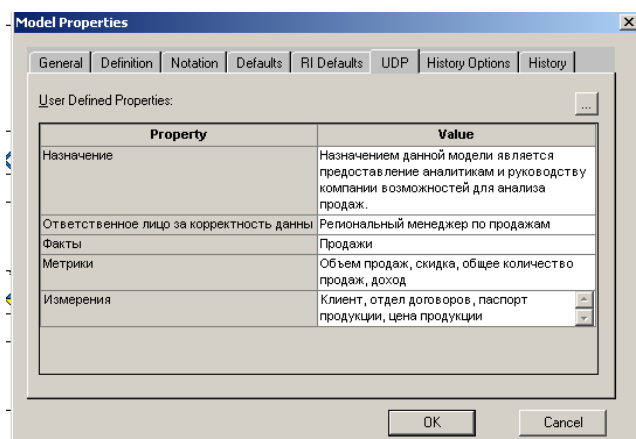 Model Properties
General Definition Notation Defaults RI Defaults UDP History Options History
User Defined Properties:
...
Property Value
Назначение
Назначением данной модели является
предоставление аналитикам и руководству
компании возможностей для анализа
продаж.
Ответственное лицо за корректность данны Региональный менеджер по продажам
Факты Продажи
Метрики
Объем продаж, скидка, общее количество
продаж, доход
Измерения
Клиент, отдел договоров, паспорт
продукции, цена продукции
OK Cancel